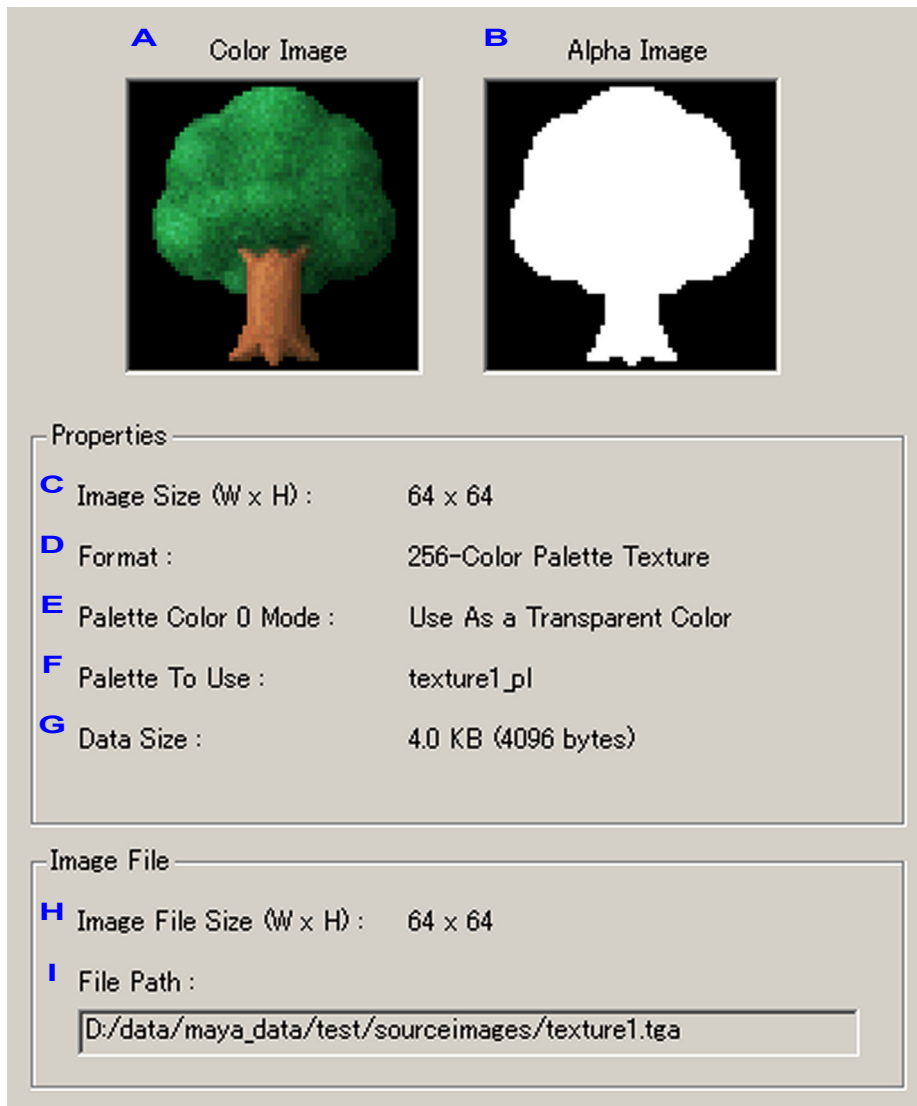 A Color Image B Alpha Image
Properties
C Image Size (W x H) : 64 x 64
D Format : 256-Color Palette Texture
E Palette Color 0 Mode : Use As a Transparent Color
F Palette To Use : texture1_pl
G Data Size : 4.0 KB (4096 bytes)
Image File
H Image File Size (W x H) : 64 x 64
I File Path :
D:/data/maya_data/test/sourceimages/texture1.tga